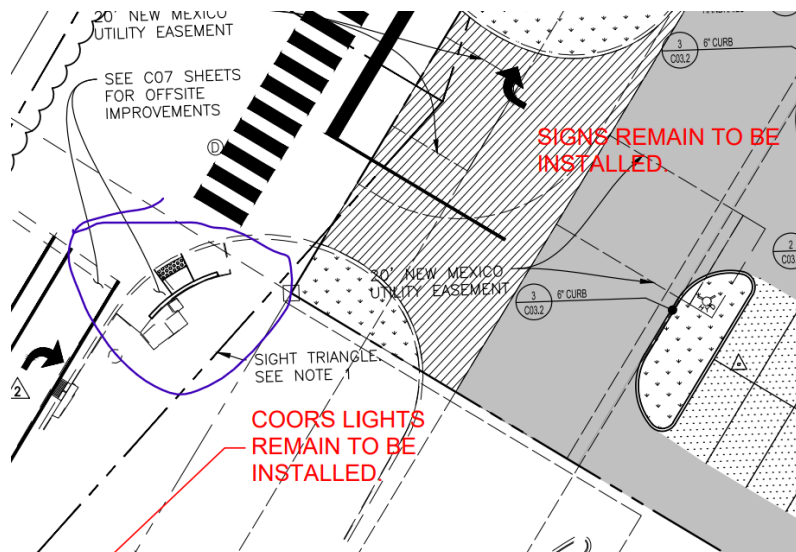 20' NEW MEXICO
UTILITY EASEMENT
3
C03.2
6" CURB
SEE C07 SHEETS
FOR OFFSITE
IMPROVEMENTS
D
SIGNS REMAIN TO BE
INSTALLED.
2
20' NEW MEXICO
UTILITY EASEMENT
3
C03.2
6" CURB
SIGHT TRIANGLE.
SEE NOTE 1
2
COORS LIGHTS
REMAIN TO BE
INSTALLED.